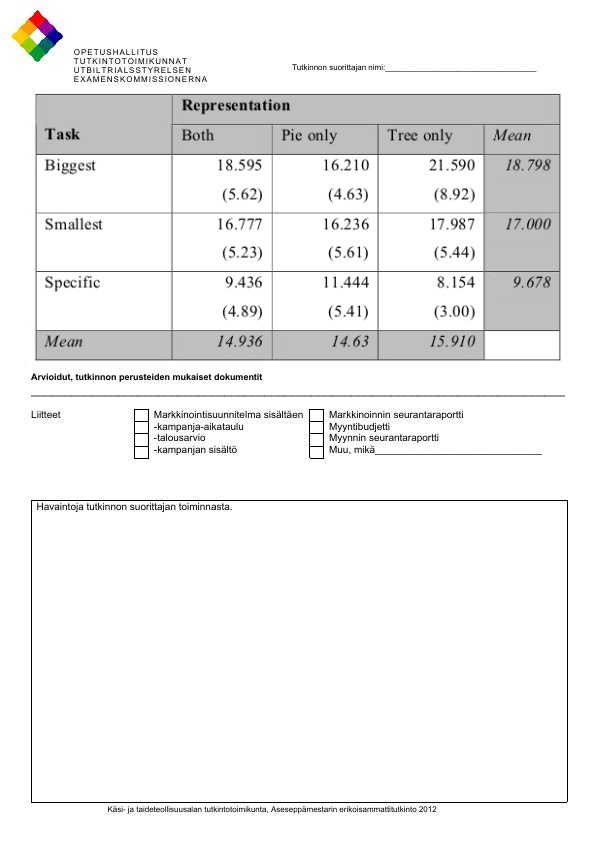 OPETUSHALLITUS
TUTKINTOTOIMIKUNNAT
UTBILTRIALSSTYRELSEN
EXAMENSKOMMISSIONERNA
Tutkinnon suorittajan nimi:
Representation
Task Both Pie only Tree only Mean
Biggest 18.595 16.210 21.590 18.798
(5.62) (4.63) (8.92)
Smallest 16.777 16.236 17.987 17.000
(5.23) (5.61) (5.44)
Specific 9.436 11.444 8.154 9.678
(4.89) (5.41) (3.00)
Mean 14.936 14.63 15.910
Arvioidut, tutkinnon perusteiden mukaiset dokumentit
Liitteet Markkinointisuunnitelma sisältäen Markkinoinnin seurantaraportti
-kampanja-aikataulu Myyntibudjetti
-talousarvio Myynnin seurantaraportti
-kampanjan sisältö Muu, mikä
Havaintoja tutkinnon suorittajan toiminnasta.
Käsi- ja taideteollisuusalan tutkintotoimikunta, Aseseppämestarin erikoisammattitutkinto 2012